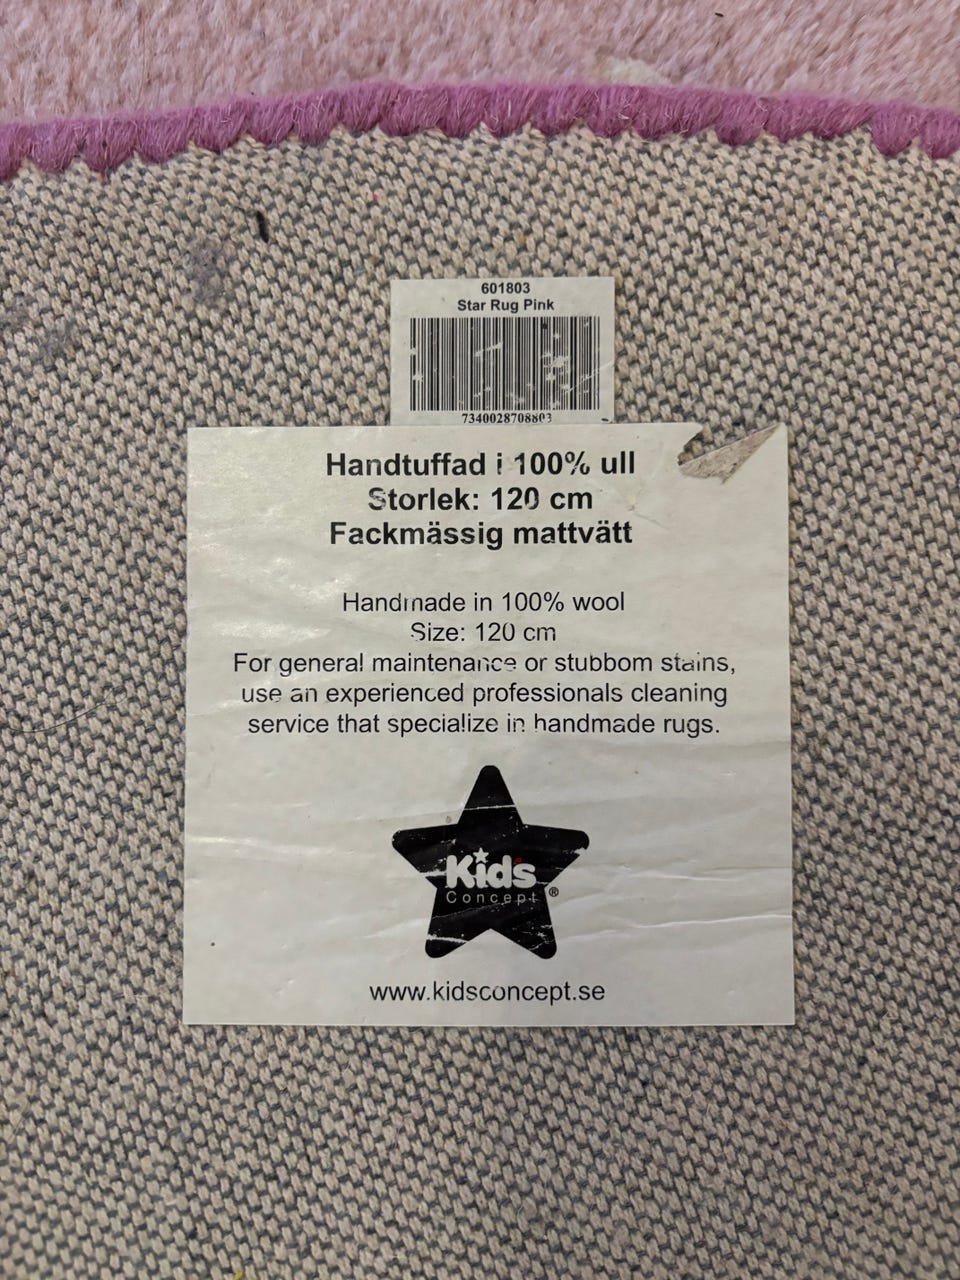 601803
Star Rug Pink
7340028708803
Handtuffad i 100% ull
Storlek: 120 cm
Fackmässig mattvätt
Handmade in 100% wool
Size: 120 cm
For general maintenance or stubbom stains,
use an experienced professionals cleaning
service that specialize in handmade rugs.
Kid's
Concept ®
www.kidsconcept.se